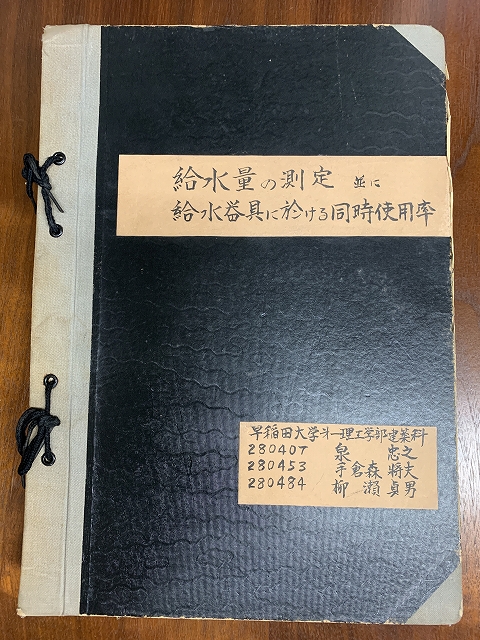 給水量の測定 並に
給水器具に於ける同時使用率
早稲田大学第一理工学部建築科
280407 泉 忠之
280453 手倉森 将夫
280484 柳瀬 貞男